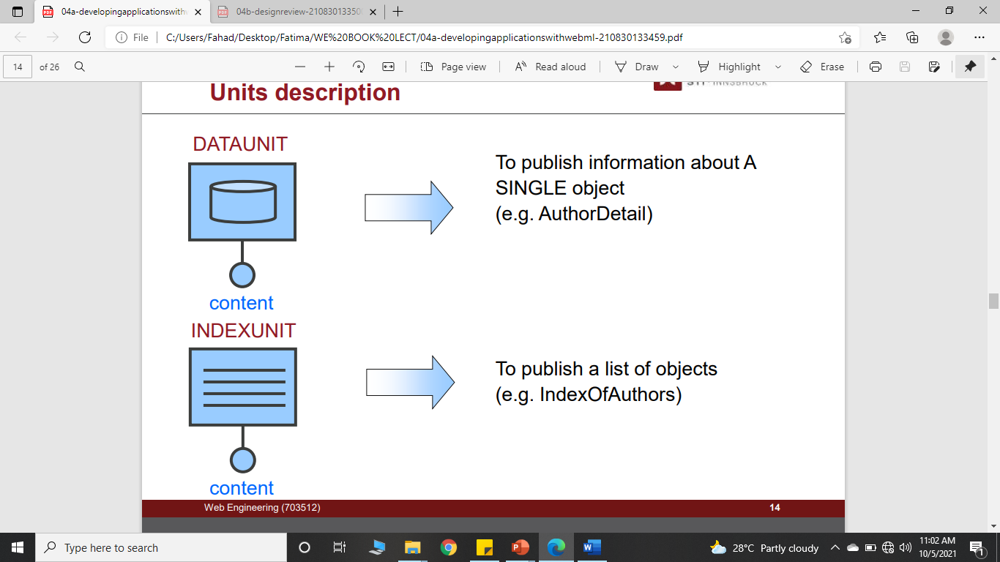 04a-developingapplicationswith
04b-designreview-21083013350
File
C:/Users/Fahad/Desktop/Fatima/WE%20BOOK%20LECT/04a-developingapplicationswithwebml-210830133459.pdf
14 of 26
Page view
Read aloud
Draw
Highlight
Erase
Units description
INNSBRUCK
DATAUNIT
To publish information about A
SINGLE object
(e.g. AuthorDetail)
content
INDEXUNIT
To publish a list of objects
(e.g. IndexOfAuthors)
content
Web Engineering (703512)
14
Type here to search
28°C Partly cloudy
11:02 AM
10/5/2021
1